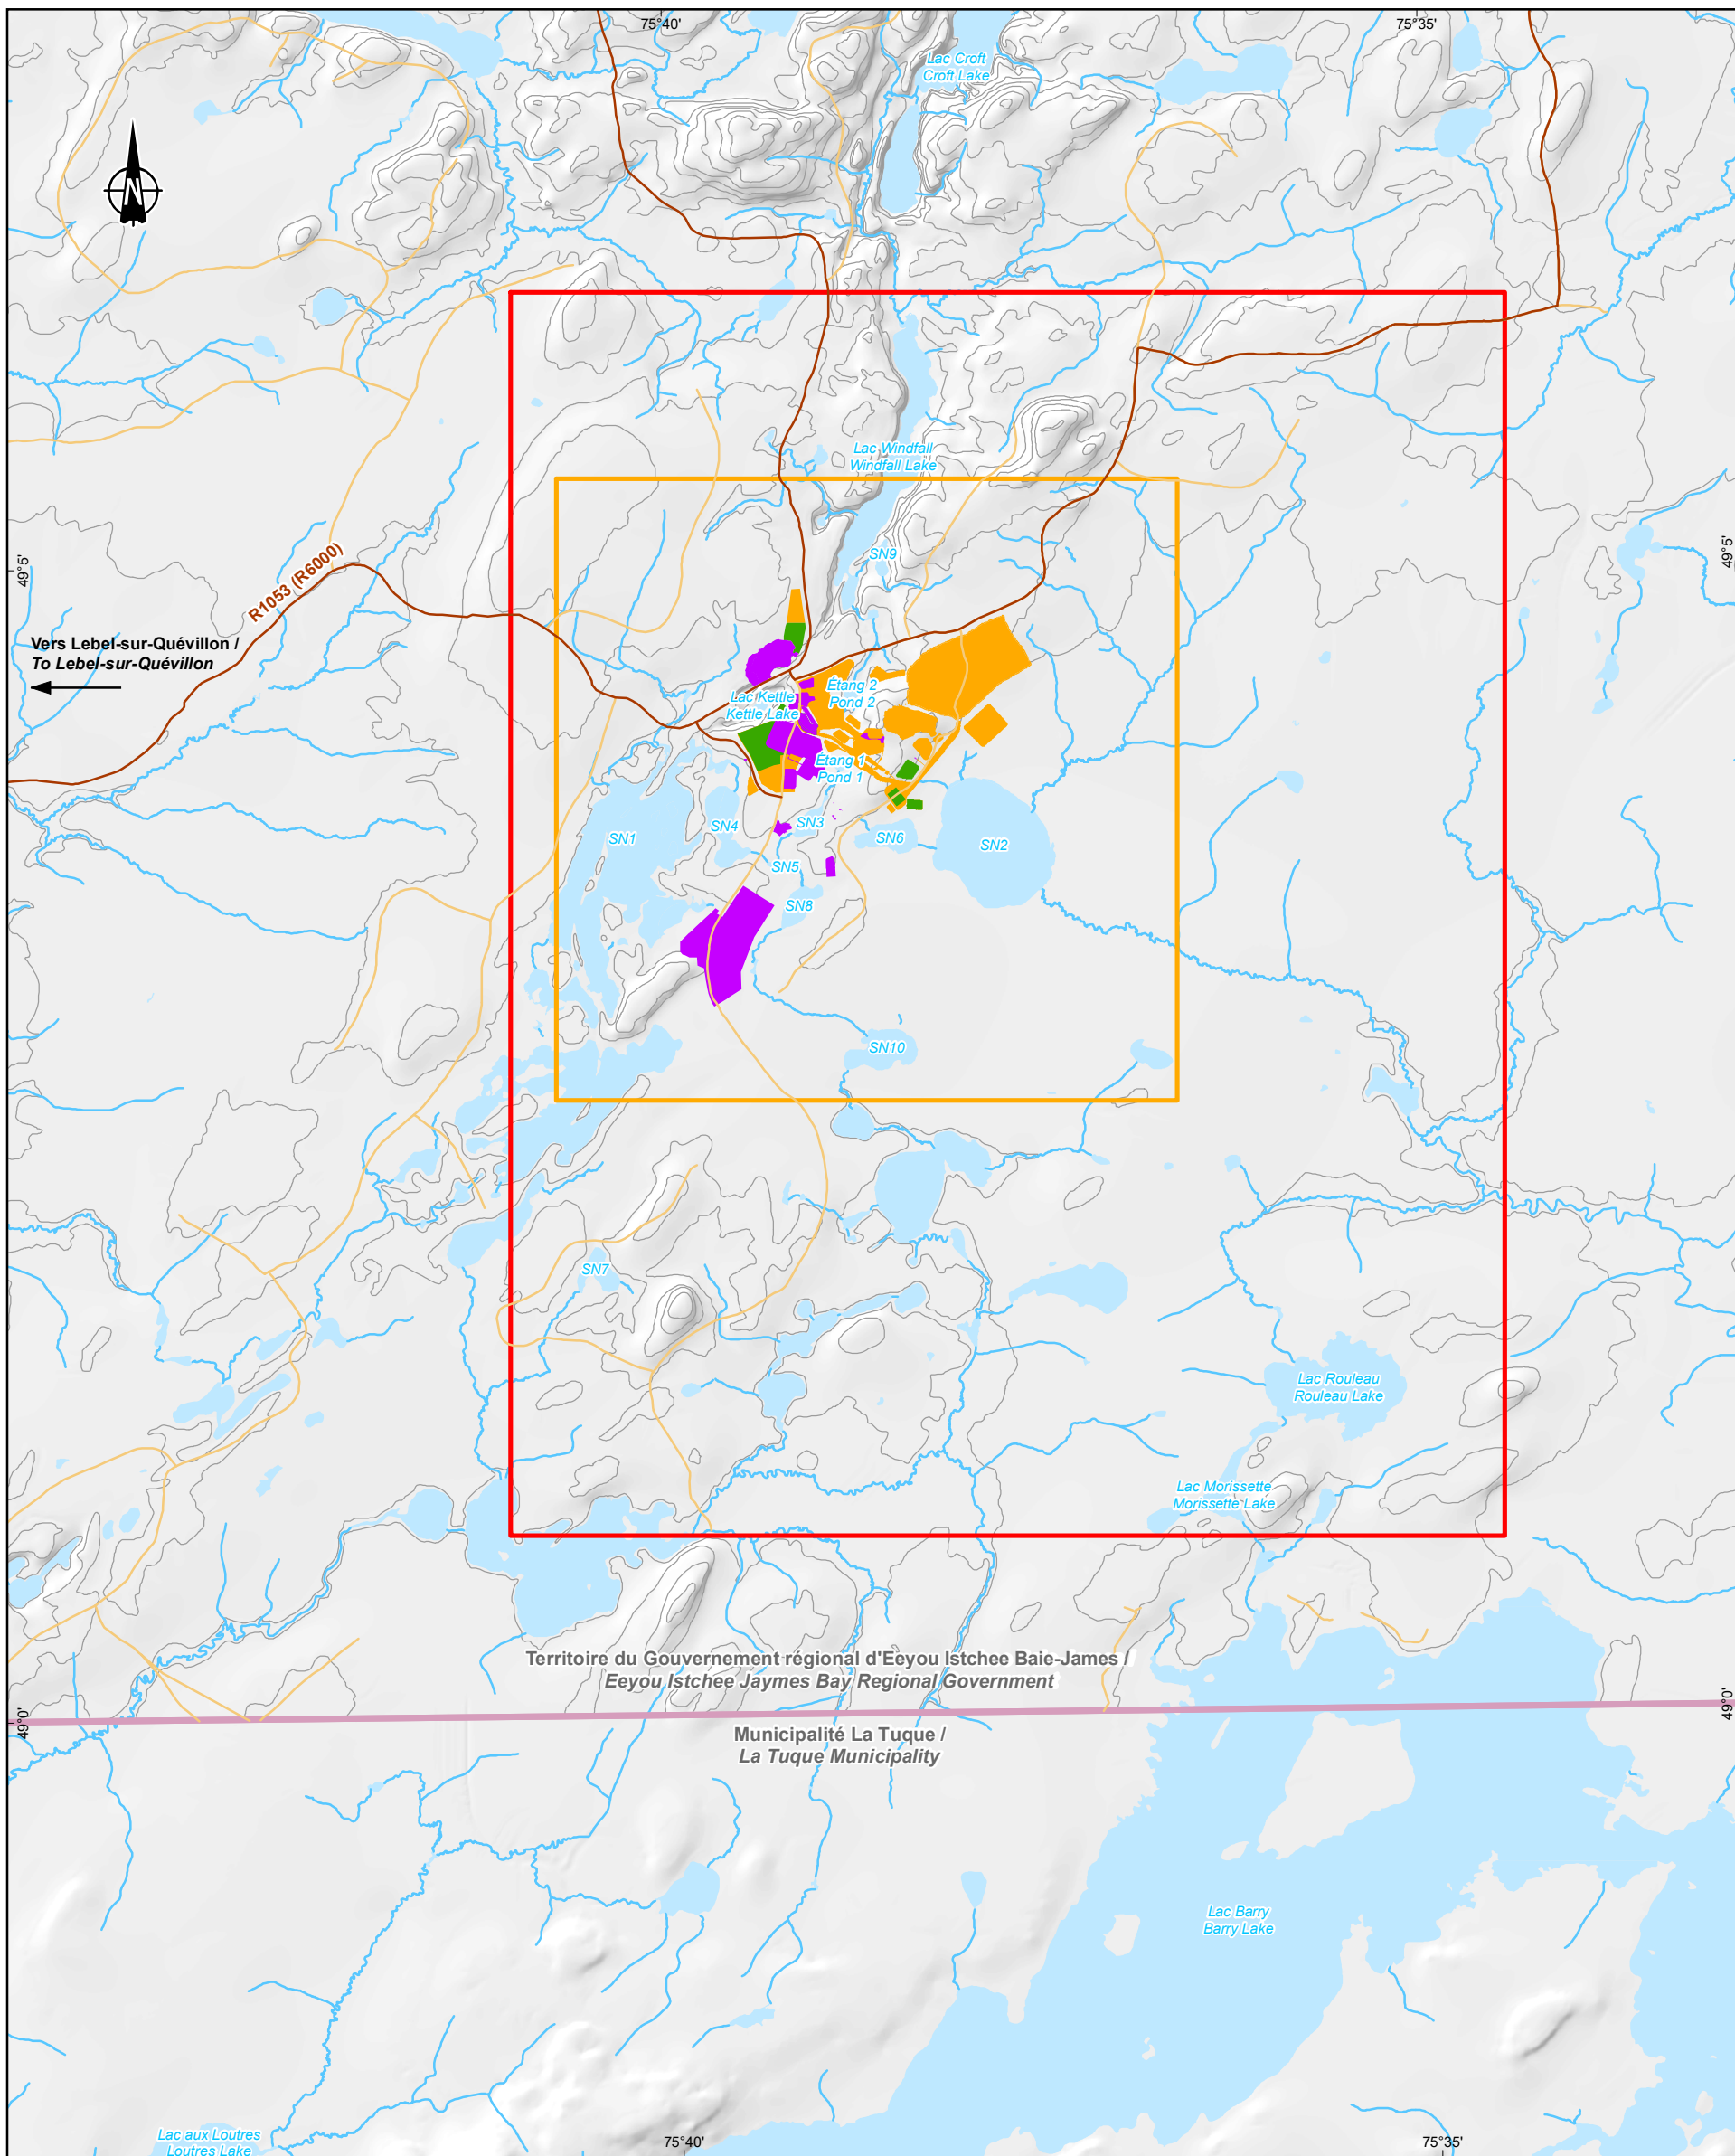 75°40'
75°35'
Lac Croft
Croft Lake
N
Lac Windfall
Windfall Lake
49°5'
49°5'
R1053 (R6000)
SN9
Vers Lebel-sur-Quévillon /
To Lebel-sur-Quévillon
Étang 2
Pond 2
Lac Kettle
Kettle Lake
Étang 1
Pond 1
SN4
SN3
SN1
SN6
SN2
SN5
SN8
SN10
SN7
Lac Rouleau
Rouleau Lake
Lac Morissette
Morissette Lake
Territoire du Gouvernement régional d'Eeyou Istchee Baie-James /
Eeyou Istchee Jaymes Bay Regional Government
49°0'
49°0'
Municipalité La Tuque /
La Tuque Municipality
Lac Barry
Barry Lake
Lac aux Loutres
Loutres Lake
75°40'
75°35'